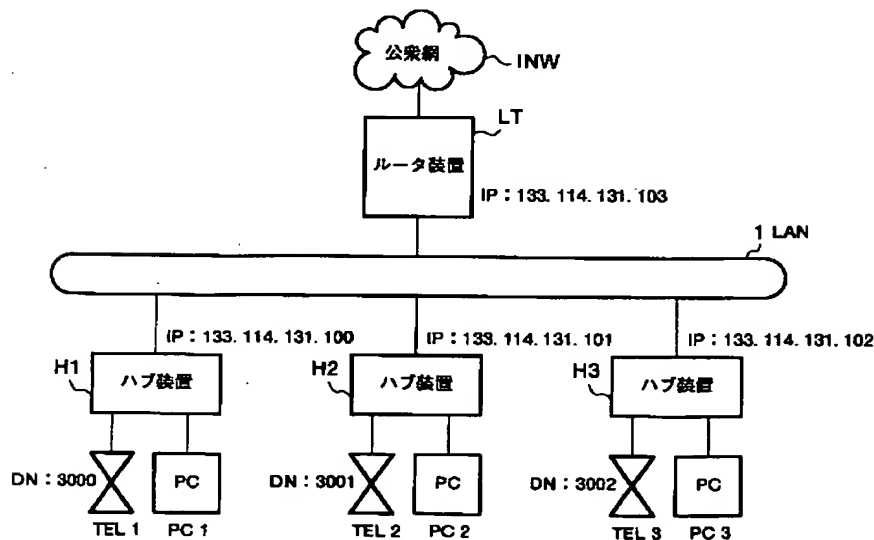 公衆網
INW
LT
ルータ装置
IP：133. 114. 131. 103
1 LAN
IP：133. 114. 131. 100
IP：133. 114. 131. 101
IP：133. 114. 131. 102
H1
ハブ装置
H2
ハブ装置
H3
ハブ装置
DN：3000
PC
DN：3001
PC
DN：3002
PC
TEL 1
PC 1
TEL 2
PC 2
TEL 3
PC 3